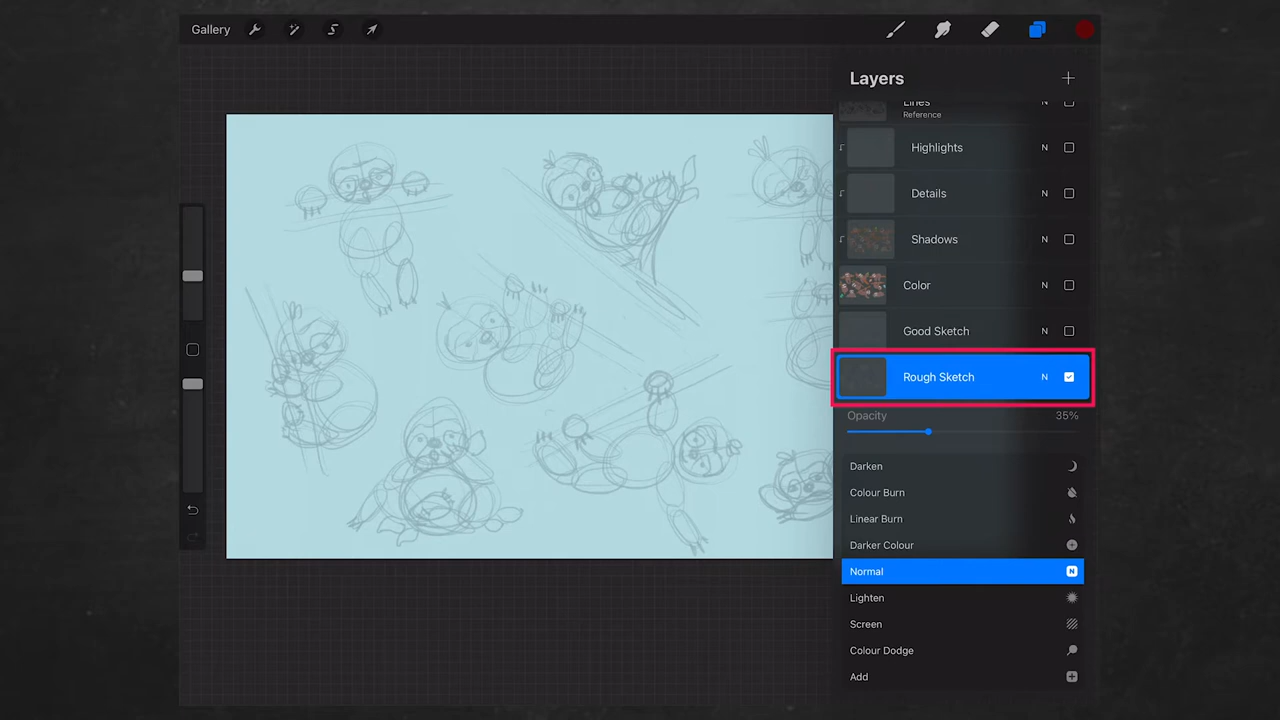 Gallery
Layers
Lines
Reference
Highlights N
Details N
Shadows N
Color N
Good Sketch N
Rough Sketch N
Opacity 35%
Darken
Colour Burn
Linear Burn
Darker Colour
Normal N
Lighten
Screen
Colour Dodge
Add